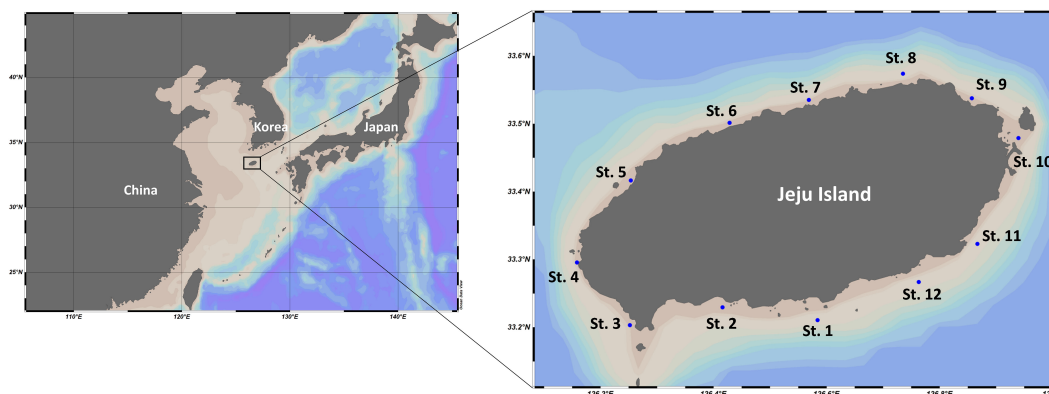 40°N
35°N
30°N
25°N
110°E
120°E
130°E
140°E
Korea
Japan
China
33.6°N
33.5°N
33.4°N
33.3°N
33.2°N
St. 8
St. 7
St. 9
St. 6
St. 10
St. 5
Jeju Island
St. 11
St. 4
St. 12
St. 3
St. 2
St. 1